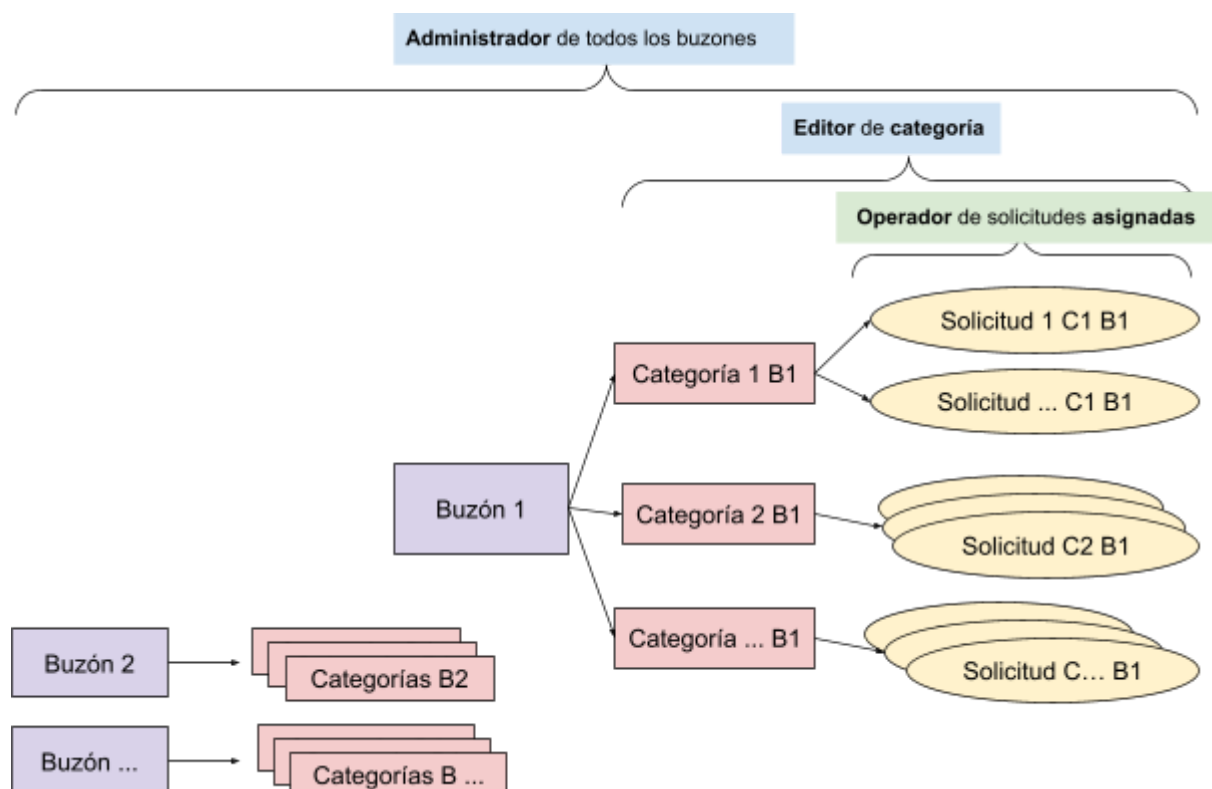 Administrador de todos los buzones
Editor de categoría
Operador de solicitudes asignadas
Solicitud 1 C1 B1
Categoría 1 B1
Solicitud ... C1 B1
Buzón 1
Categoría 2 B1
Solicitud C2 B1
Categoría ... B1
Solicitud C... B1
Buzón 2
Categorías B2
Buzón ...
Categorías B ...